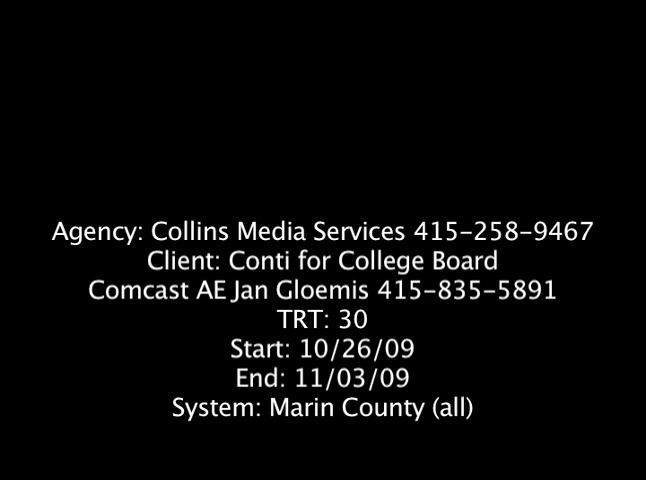 Agency: Collins Media Services 415-258-9467
Client: Conti for College Board
Comcast AE Jan Gloemis 415-835-5891
TRT: 30
Start: 10/26/09
End: 11/03/09
System: Marin County (all)